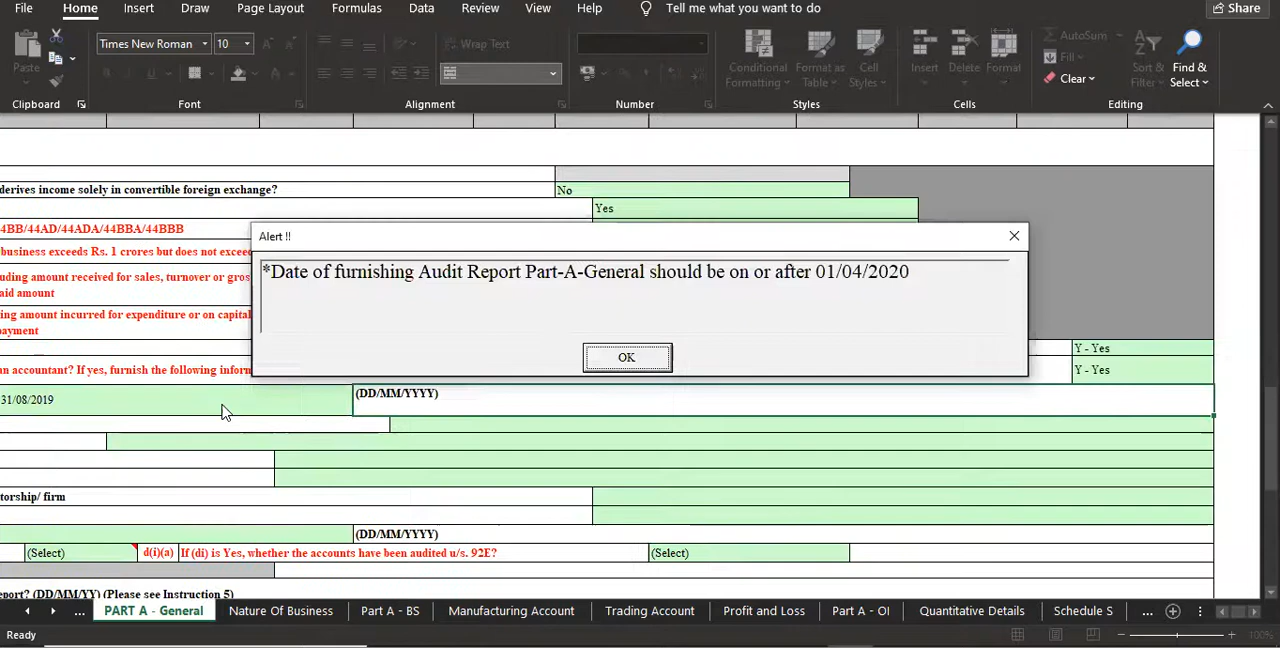 File Home Insert Draw Page Layout Formulas Data Review View Help Tell me what you want to do Share
Times New Roman 10 Wrap Text AutoSum
Paste Conditional Format as Cell Insert Delete Format Fill Sort & Find &
Formatting Table Styles Clear Filter Select
Clipboard Font Alignment Number Styles Cells Editing
derives income solely in convertible foreign exchange? No
Yes
4BB/44AD/44ADA/44BBA/44BBB
Alert !!
business exceeds Rs. 1 crores but does not excee
*Date of furnishing Audit Report Part-A-General should be on or after 01/04/2020
uding amount received for sales, turnover or gros
aid amount
ing amount incurred for expenditure or on capital
payment
OK
Y - Yes
an accountant? If yes, furnish the following inforn Y - Yes
31/08/2019 (DD/MM/YYYY)
torship/ firm
(DD/MM/YYYY)
(Select) d(i)(a) If (di) is Yes, whether the accounts have been audited u/s. 92E? (Select)
report? (DD/MM/YY) (Please see Instruction 5)
... PART A - General Nature Of Business Part A - BS Manufacturing Account Trading Account Profit and Loss Part A - OI Quantitative Details Schedule S ...
Ready 100%